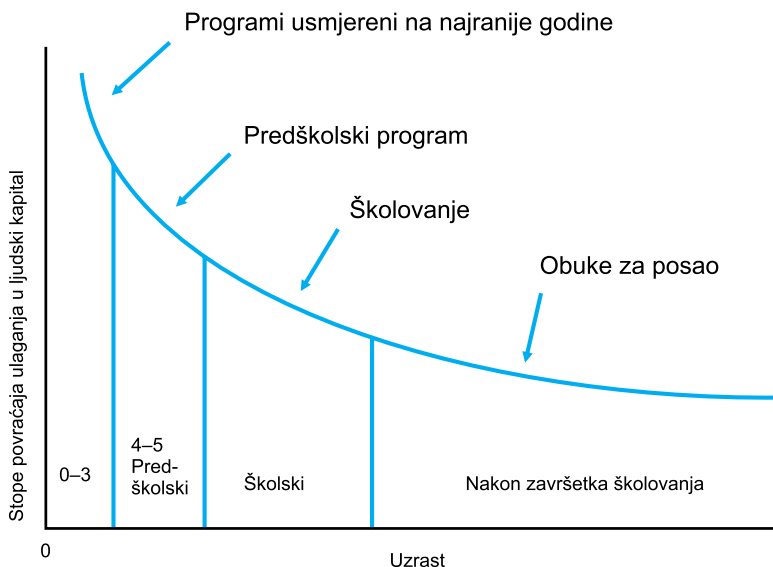 Programi usmjereni na najranije godine
Predškolski program
Školovanje
Obuke za posao
Stope povraćaja ulaganja u ljudski kapital
0–3
4–5
Pred-
školski
Školski
Nakon završetka školovanja
0
Uzrast